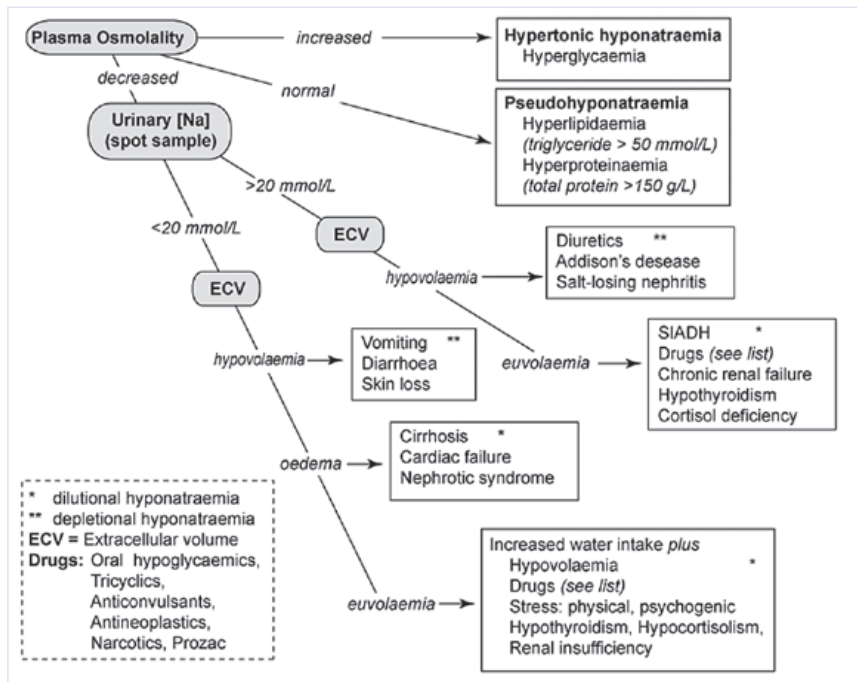 Plasma Osmolality
increased
Hypertonic hyponatraemia
Hyperglycaemia
decreased
normal
Pseudohyponatraemia
Hyperlipidaemia
(triglyceride > 50 mmol/L)
Hyperproteinaemia
(total protein >150 g/L)
Urinary [Na]
(spot sample)
>20 mmol/L
<20 mmol/L
ECV
hypovolaemia
Diuretics **
Addison's desease
Salt-losing nephritis
euvolaemia
SIADH *
Drugs (see list)
Chronic renal failure
Hypothyroidism
Cortisol deficiency
ECV
hypovolaemia
Vomiting **
Diarrhoea
Skin loss
oedema
Cirrhosis *
Cardiac failure
Nephrotic syndrome
euvolaemia
Increased water intake plus
Hypovolaemia *
Drugs (see list)
Stress: physical, psychogenic
Hypothyroidism, Hypocortisolism,
Renal insufficiency
* dilutional hyponatraemia
** depletional hyponatraemia
ECV = Extracellular volume
Drugs: Oral hypoglycaemics,
Tricyclics,
Anticonvulsants,
Antineoplastics,
Narcotics, Prozac